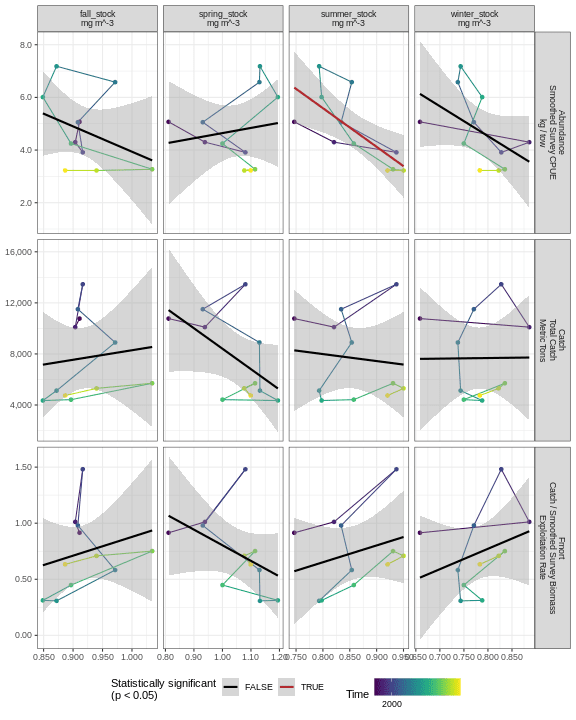 fall_stock
mg m^-3
spring_stock
mg m^-3
summer_stock
mg m^-3
winter_stock
mg m^-3
8.0
6.0
4.0
2.0
Abundance
Smoothed Survey CPUE
kg / tow
16,000
12,000
8,000
4,000
Catch
Total Catch
Metric Tons
1.50
1.00
0.50
0.00
Fmort
Catch / Smoothed Survey Biomass
Exploitation Rate
0.850 0.900 0.950 1.000
0.80 0.90 1.00 1.10 1.20
0.750 0.800 0.850 0.900 0.950
0.650 0.700 0.750 0.800 0.850
Statistically significant
(p < 0.05)
FALSE
TRUE
Time
2000